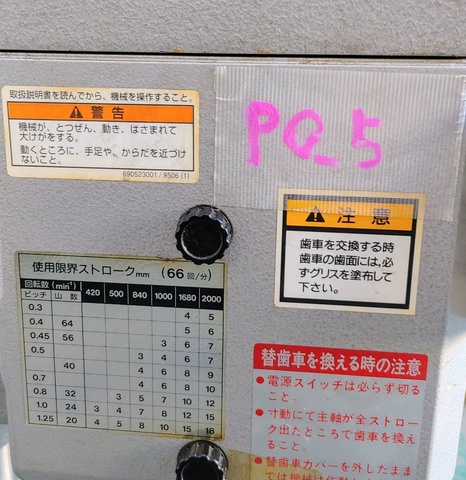 取扱説明書を読んでから、機械を操作すること。
警告
機械が、とつぜん、動き、はさまれて
大けがをする。
動くところに、手足や、からだを近づけ
ないこと。
690523001 / 9506 (1)
PO_5
注意
歯車を交換する時
歯車の歯面には,必
ずグリスを塗布して
下さい。
使用限界ストロークmm (66回/分)
回転数(min⁻¹) 420 500 840 1000 1680 2000
ピッチ 山 数
0.3 4 5
0.4 64 5 6
0.45 56 3 6 7
0.5 3 4 6 7
40 4 6 8 9
0.7 4 6 8 10
0.8 32 3 5 7 10 12
1.0 24 3 4 7 8 12 15
1.25 20 4 5 8 10 15 18
替歯車を換える時の注意
●電源スイッチは必らず切る
こと。
●寸動にて主軸が全ストロー
ク出たところで歯車を換え
ること。
●替歯車カバーを外したまま
では機械は